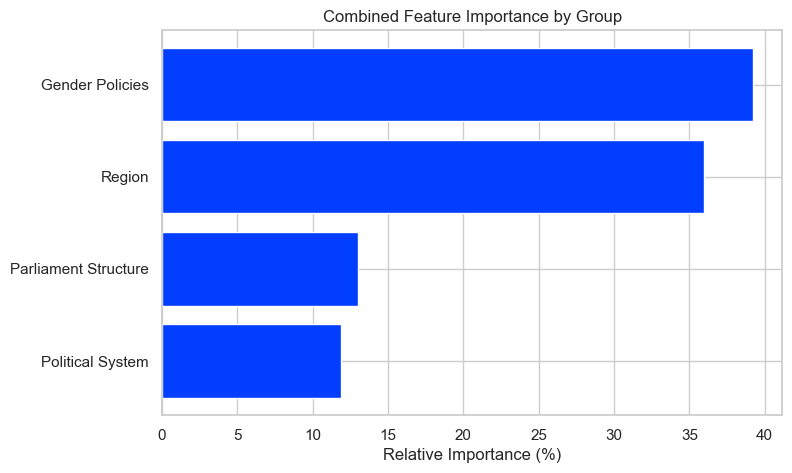 Combined Feature Importance by Group
Gender Policies
Region
Parliament Structure
Political System
0 5 10 15 20 25 30 35 40
Relative Importance (%)